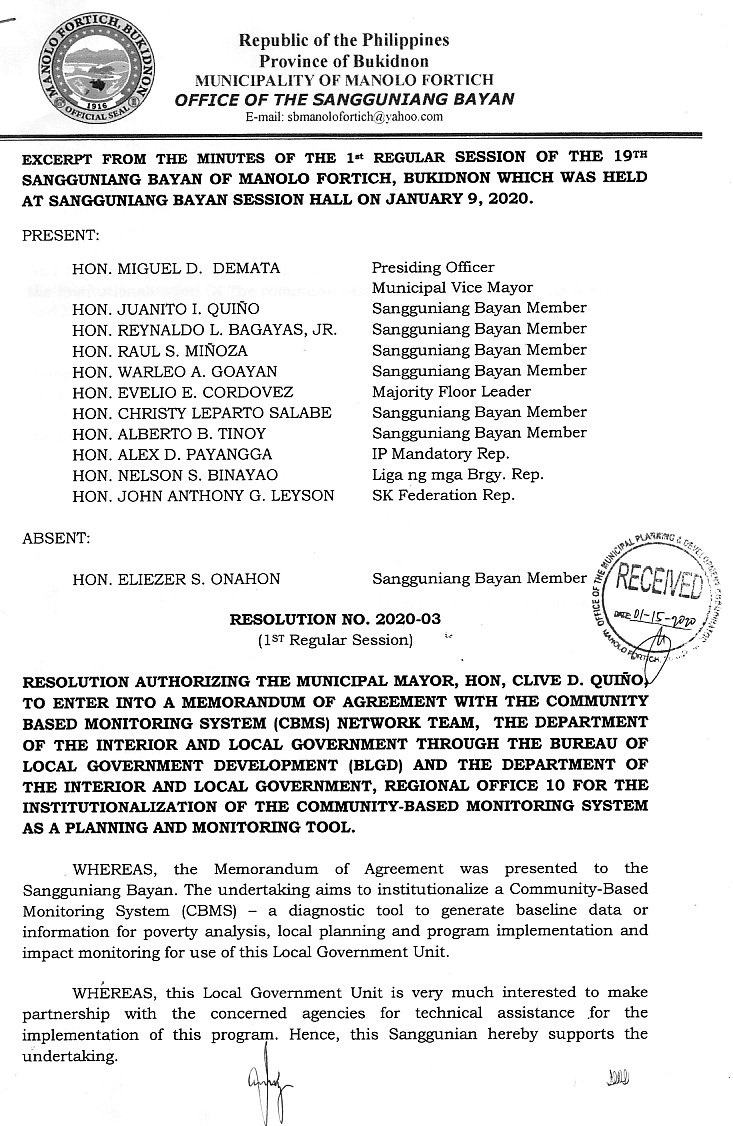 MANOLO FORTICH, BUKIDNON
1916
OFFICIAL SEAL
Republic of the Philippines
Province of Bukidnon
MUNICIPALITY OF MANOLO FORTICH
OFFICE OF THE SANGGUNIANG BAYAN
E-mail: sbmanolofortich@yahoo.com
EXCERPT FROM THE MINUTES OF THE 1st REGULAR SESSION OF THE 19TH
SANGGUNIANG BAYAN OF MANOLO FORTICH, BUKIDNON WHICH WAS HELD
AT SANGGUNIANG BAYAN SESSION HALL ON JANUARY 9, 2020.
PRESENT:
HON. MIGUEL D. DEMATA Presiding Officer
Municipal Vice Mayor
HON. JUANITO I. QUIÑO Sangguniang Bayan Member
HON. REYNALDO L. BAGAYAS, JR. Sangguniang Bayan Member
HON. RAUL S. MIÑOZA Sangguniang Bayan Member
HON. WARLEO A. GOAYAN Sangguniang Bayan Member
HON. EVELIO E. CORDOVEZ Majority Floor Leader
HON. CHRISTY LEPARTO SALABE Sangguniang Bayan Member
HON. ALBERTO B. TINOY Sangguniang Bayan Member
HON. ALEX D. PAYANGGA IP Mandatory Rep.
HON. NELSON S. BINAYAO Liga ng mga Brgy. Rep.
HON. JOHN ANTHONY G. LEYSON SK Federation Rep.
ABSENT:
HON. ELIEZER S. ONAHON Sangguniang Bayan Member
OFFICE OF THE MUNICIPAL PLANNING & DEVELOPMENT
RECEIVED
DATE: 01-15-2020
MANOLO FORTICH
RESOLUTION NO. 2020-03
(1ST Regular Session)
RESOLUTION AUTHORIZING THE MUNICIPAL MAYOR, HON, CLIVE D. QUIÑO,
TO ENTER INTO A MEMORANDUM OF AGREEMENT WITH THE COMMUNITY
BASED MONITORING SYSTEM (CBMS) NETWORK TEAM, THE DEPARTMENT
OF THE INTERIOR AND LOCAL GOVERNMENT THROUGH THE BUREAU OF
LOCAL GOVERNMENT DEVELOPMENT (BLGD) AND THE DEPARTMENT OF
THE INTERIOR AND LOCAL GOVERNMENT, REGIONAL OFFICE 10 FOR THE
INSTITUTIONALIZATION OF THE COMMUNITY-BASED MONITORING SYSTEM
AS A PLANNING AND MONITORING TOOL.
WHEREAS, the Memorandum of Agreement was presented to the
Sangguniang Bayan. The undertaking aims to institutionalize a Community-Based
Monitoring System (CBMS) – a diagnostic tool to generate baseline data or
information for poverty analysis, local planning and program implementation and
impact monitoring for use of this Local Government Unit.
WHEREAS, this Local Government Unit is very much interested to make
partnership with the concerned agencies for technical assistance for the
implementation of this program. Hence, this Sanggunian hereby supports the
undertaking.